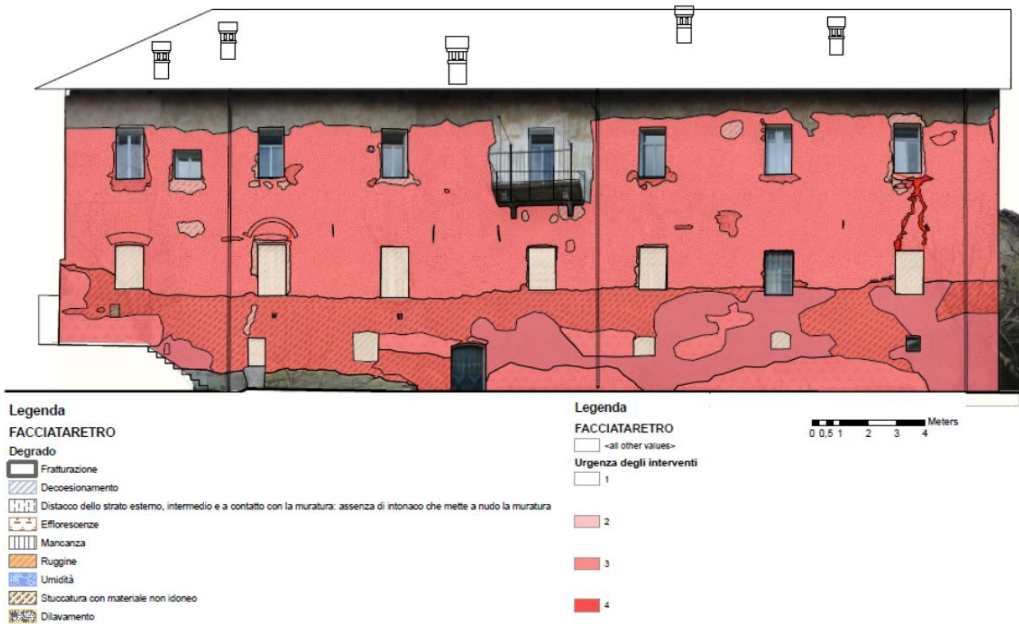 Legenda
FACCIATARETRO
Degrado
Fratturazione
Decoesionamento
Distacco dello strato esterno, intermedio e a contatto con la muratura: assenza di intonaco che mette a nudo la muratura
Efflorescenze
Mancanza
Ruggine
Umidità
Stuccatura con materiale non idoneo
Dilavamento
Legenda
FACCIATARETRO
<all other values>
Urgenza degli interventi
1
2
3
4
Meters
0 0,5 1 2 3 4